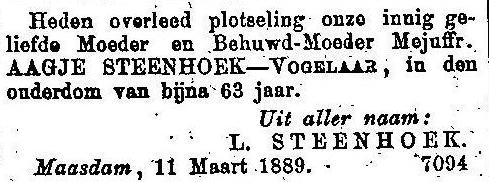 Heden overleed plotseling onze innig ge-
liefde Moeder en Behuwd-Moeder Mejuffr.
AAGJE STEENHOEK—VOGELAAR, in den
ouderdom van bijna 63 jaar.
Uit aller naam:
L. STEENHOEK.
Maasdam, 11 Maart 1889. 7094